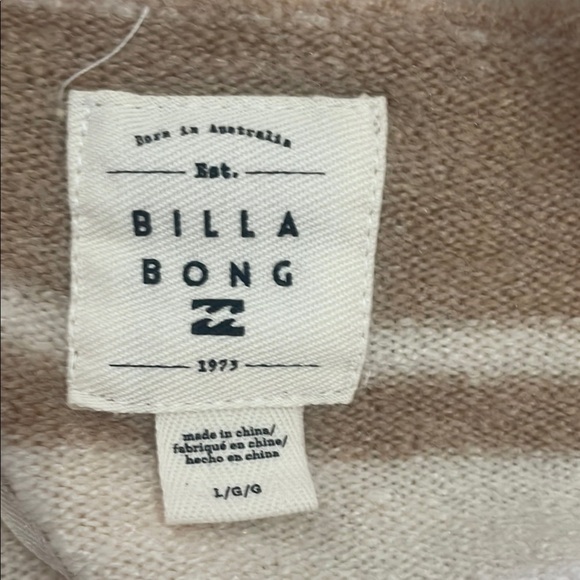 Born in Australia
Est.
BILLA
BONG
1973
made in china/
fabriqué en chine/
hecho en china
L/G/G